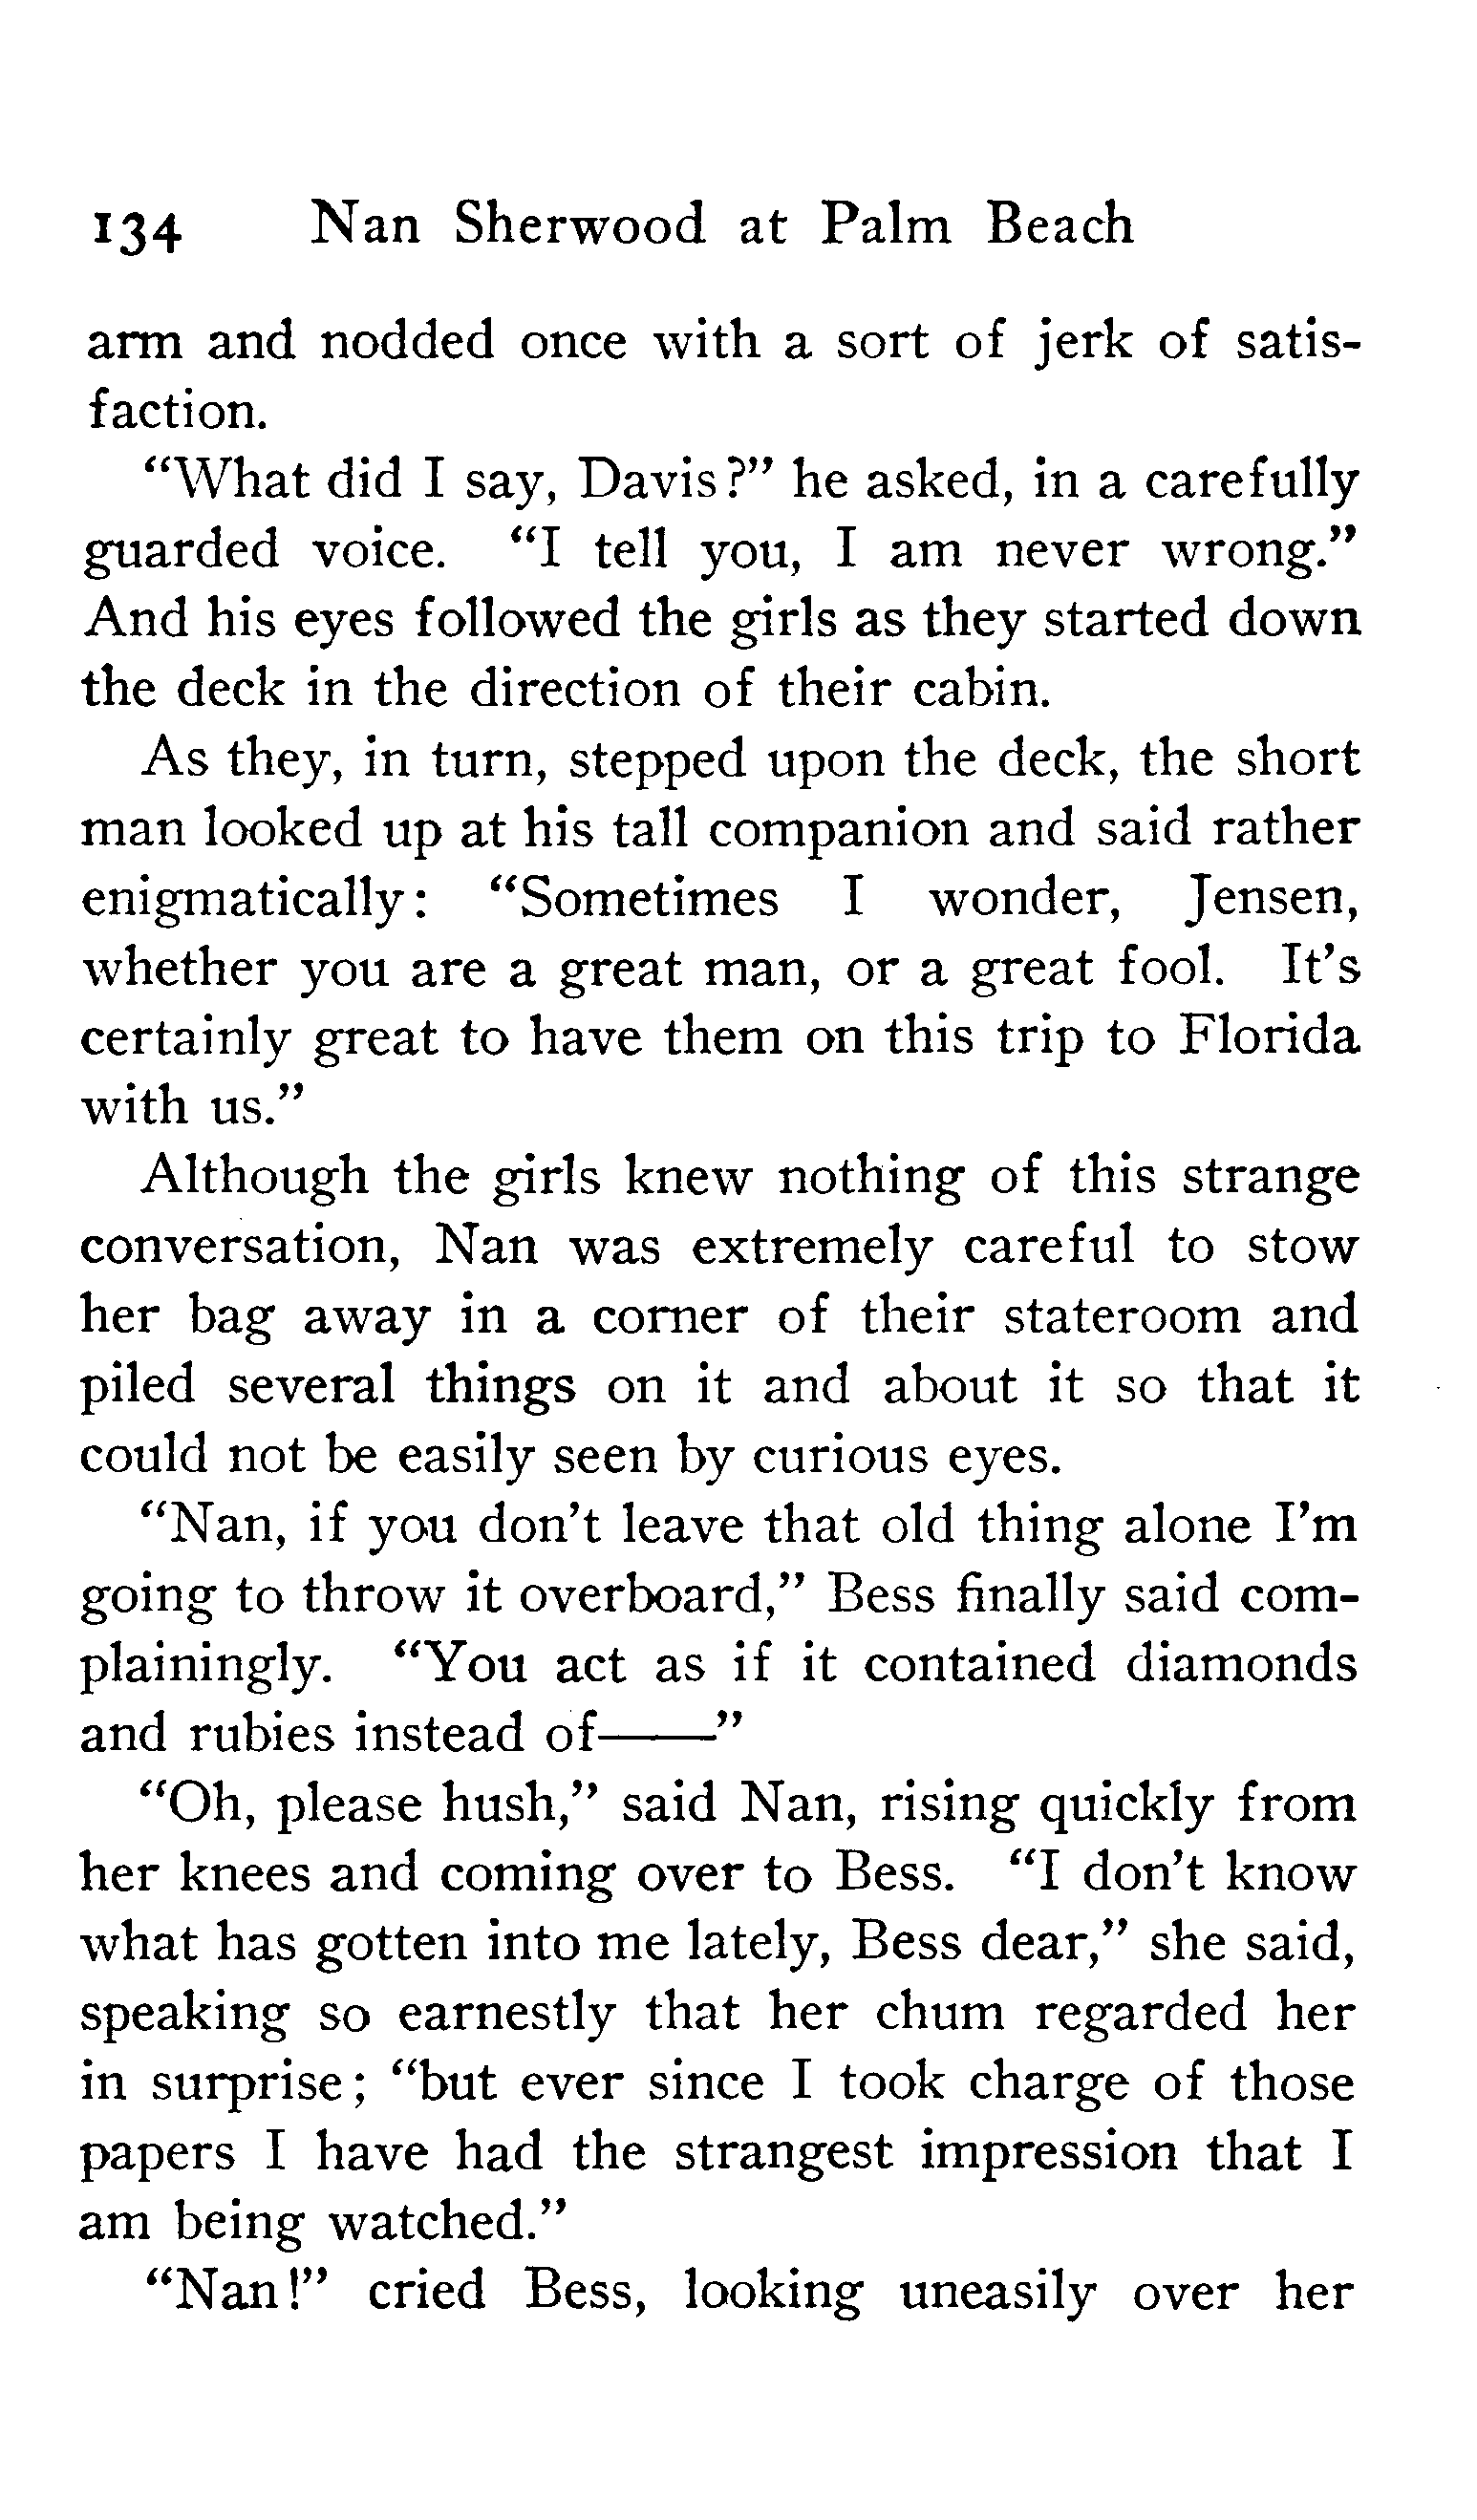 134 Nan Sherwood at Palm Beach
arm and nodded once with a sort of jerk of satis-
faction.
"What did I say, Davis?" he asked, in a carefully
guarded voice. "I tell you, I am never wrong."
And his eyes followed the girls as they started down
the deck in the direction of their cabin.
As they, in turn, stepped upon the deck, the short
man looked up at his tall companion and said rather
enigmatically: "Sometimes I wonder, Jensen,
whether you are a great man, or a great fool. It's
certainly great to have them on this trip to Florida
with us."
Although the girls knew nothing of this strange
conversation, Nan was extremely careful to stow
her bag away in a corner of their stateroom and
piled several things on it and about it so that it
could not be easily seen by curious eyes.
"Nan, if you don't leave that old thing alone I'm
going to throw it overboard," Bess finally said com-
plainingly. "You act as if it contained diamonds
and rubies instead of——"
"Oh, please hush," said Nan, rising quickly from
her knees and coming over to Bess. "I don't know
what has gotten into me lately, Bess dear," she said,
speaking so earnestly that her chum regarded her
in surprise; "but ever since I took charge of those
papers I have had the strangest impression that I
am being watched."
"Nan!" cried Bess, looking uneasily over her